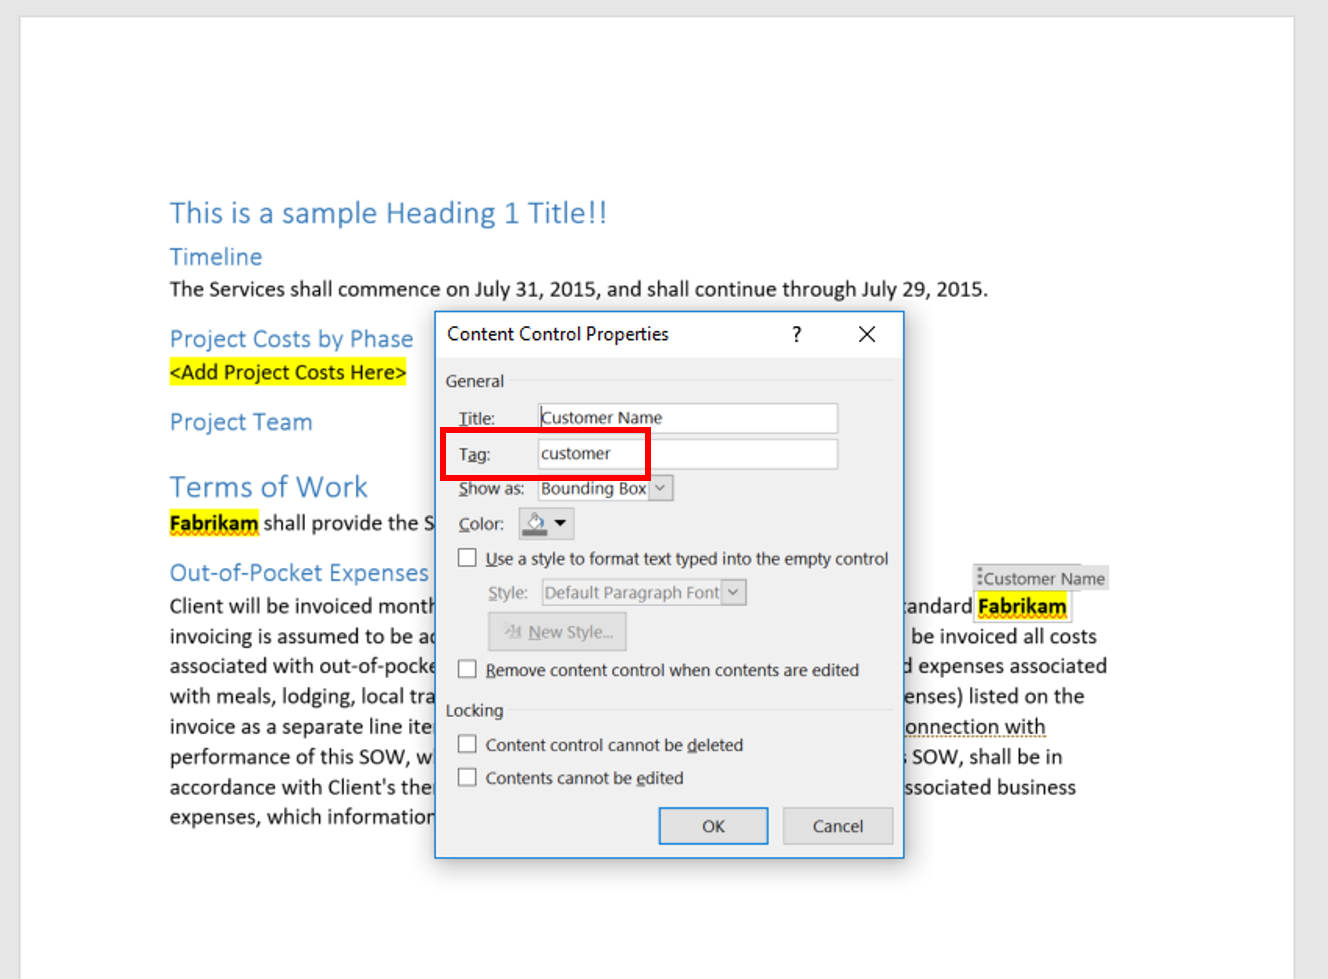 This is a sample Heading 1 Title!!
Timeline
The Services shall commence on July 31, 2015, and shall continue through July 29, 2015.
Project Costs by Phase
<Add Project Costs Here>
Project Team
Terms of Work
Fabrikam shall provide the S
Out-of-Pocket Expenses
Customer Name
Client will be invoiced month
andard Fabrikam
invoicing is assumed to be ac
be invoiced all costs
associated with out-of-pocke
d expenses associated
with meals, lodging, local tra
enses) listed on the
invoice as a separate line ite
onnection with
performance of this SOW, w
SOW, shall be in
accordance with Client's the
ssociated business
expenses, which information
Content Control Properties
?
General
Title: Customer Name
Tag: customer
Show as: Bounding Box
Color:
Use a style to format text typed into the empty control
Style: Default Paragraph Font
New Style...
Remove content control when contents are edited
Locking
Content control cannot be deleted
Contents cannot be edited
OK
Cancel